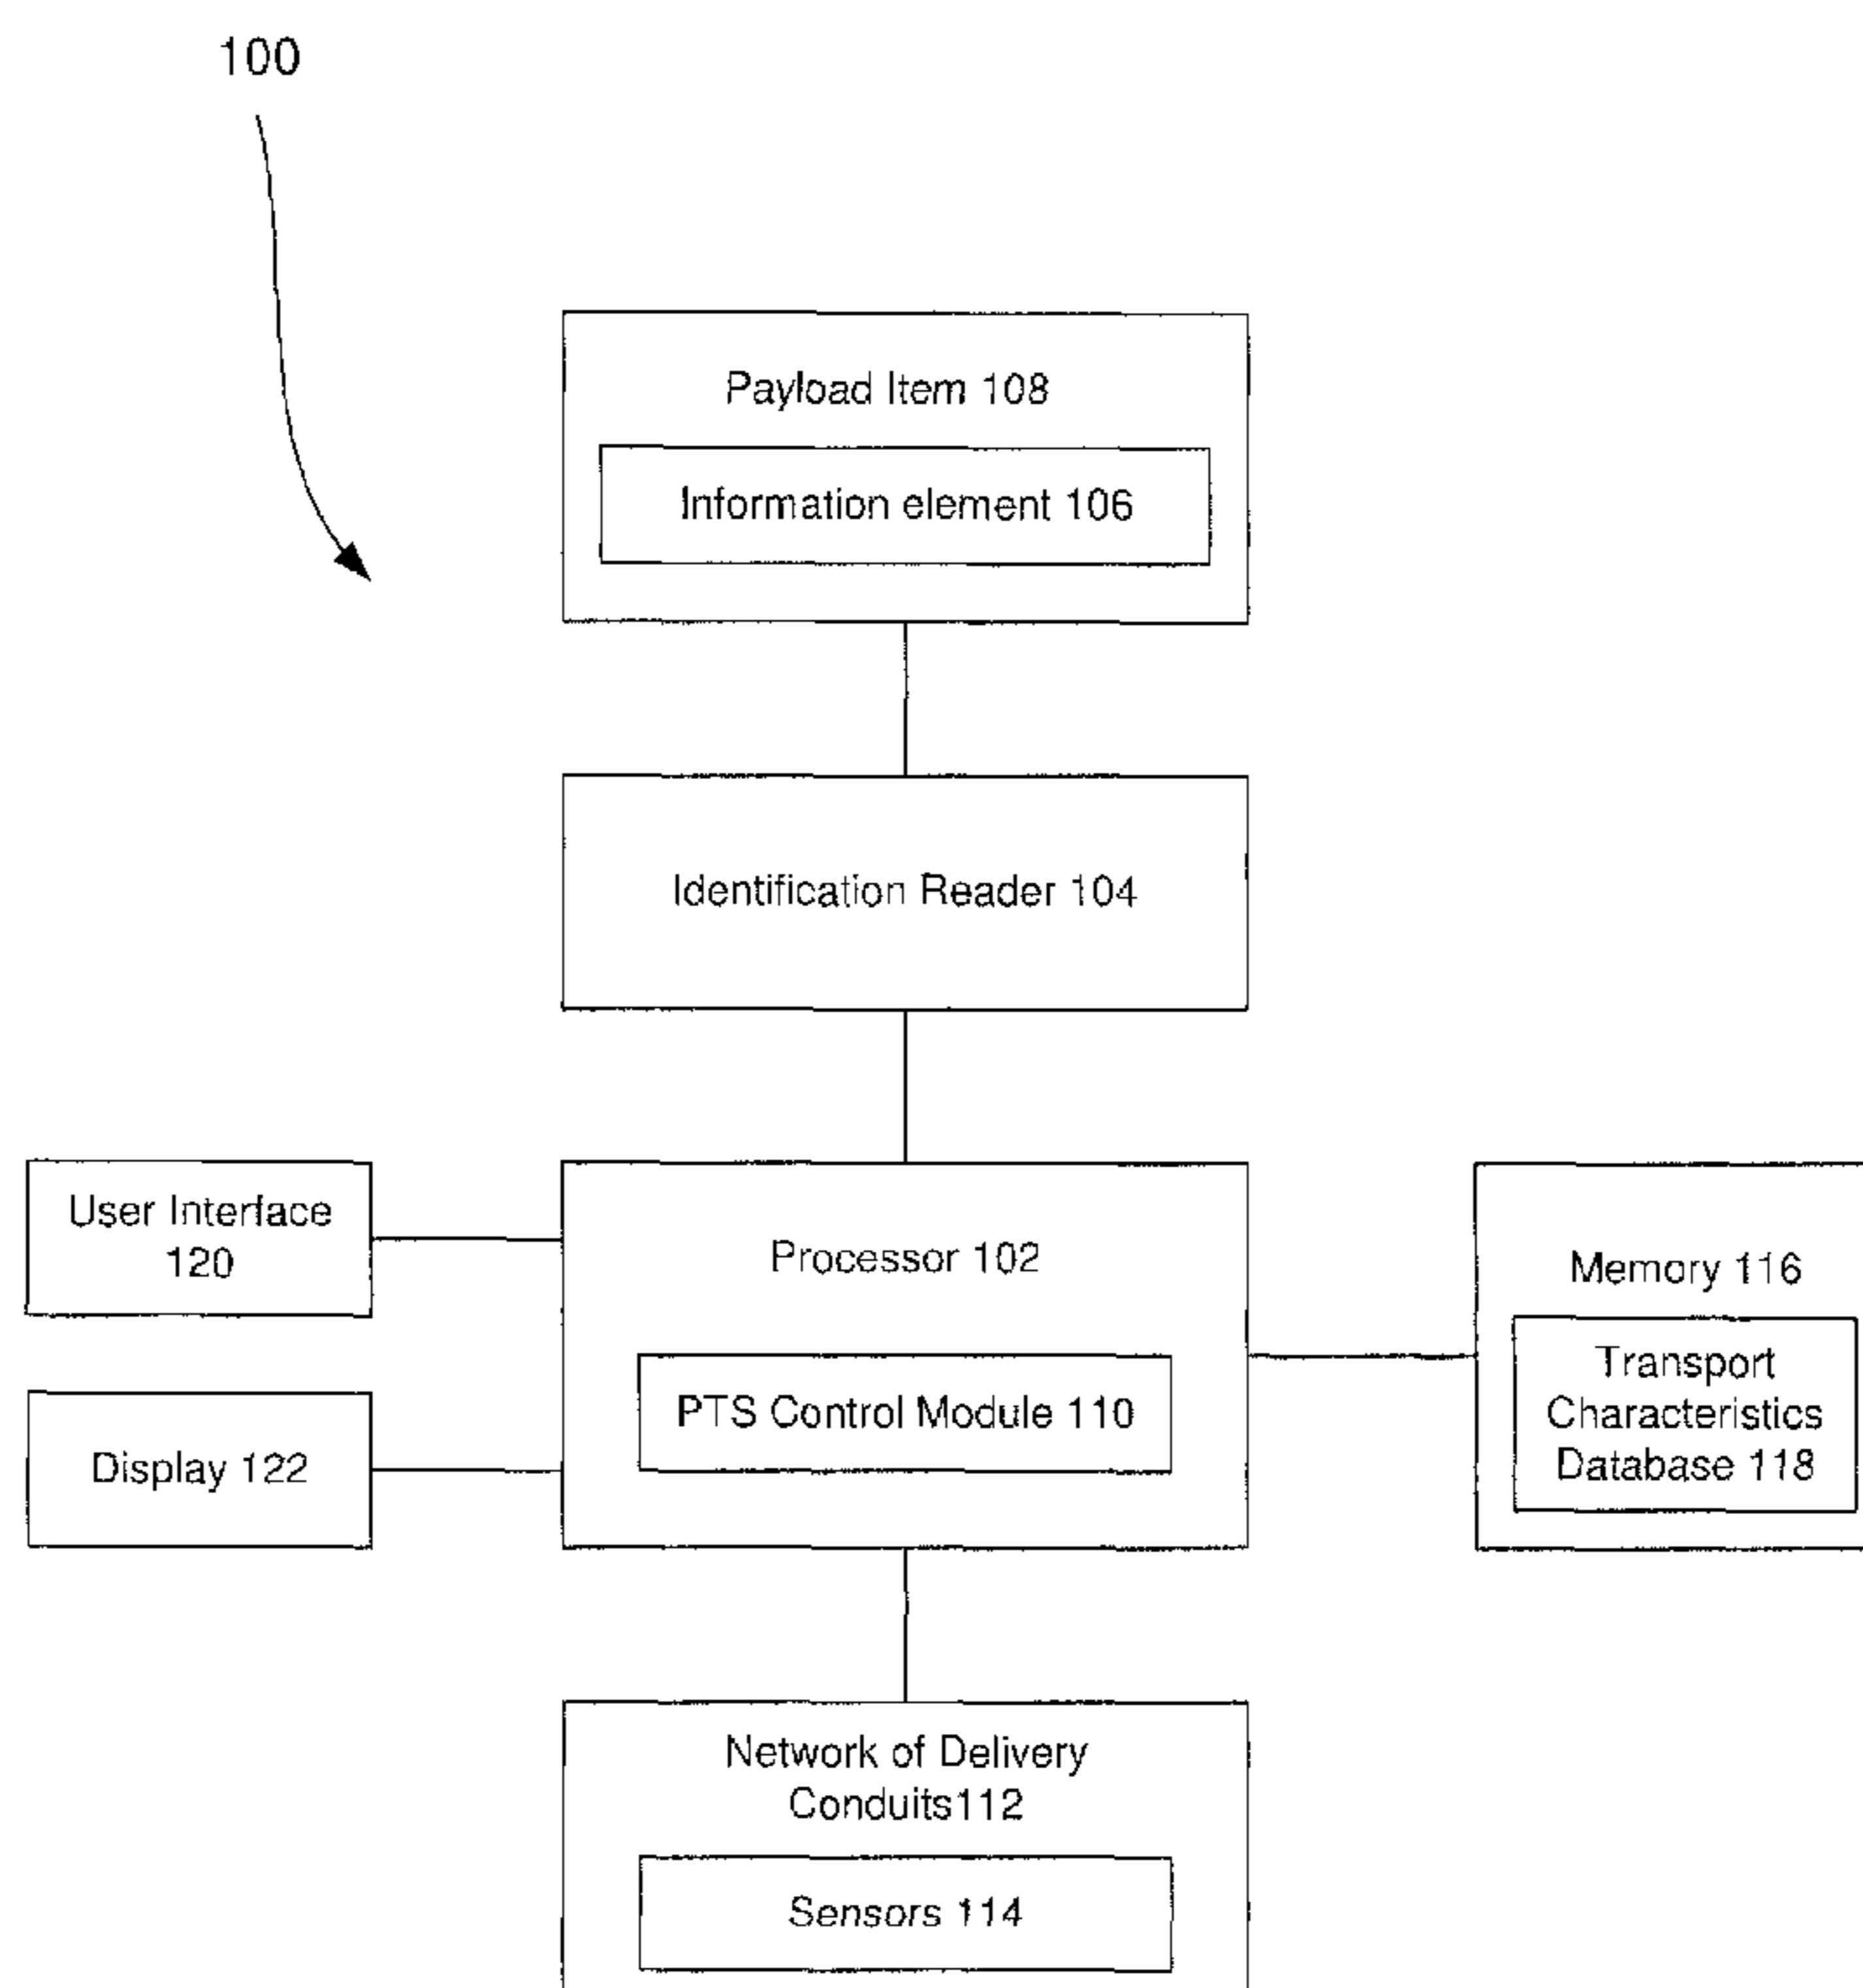 100
Payload Item 108
Information element 106
Identification Reader 104
User Interface
120
Display 122
Processor 102
PTS Control Module 110
Memory 116
Transport
Characteristics
Database 118
Network of Delivery
Conduits112
Sensors 114